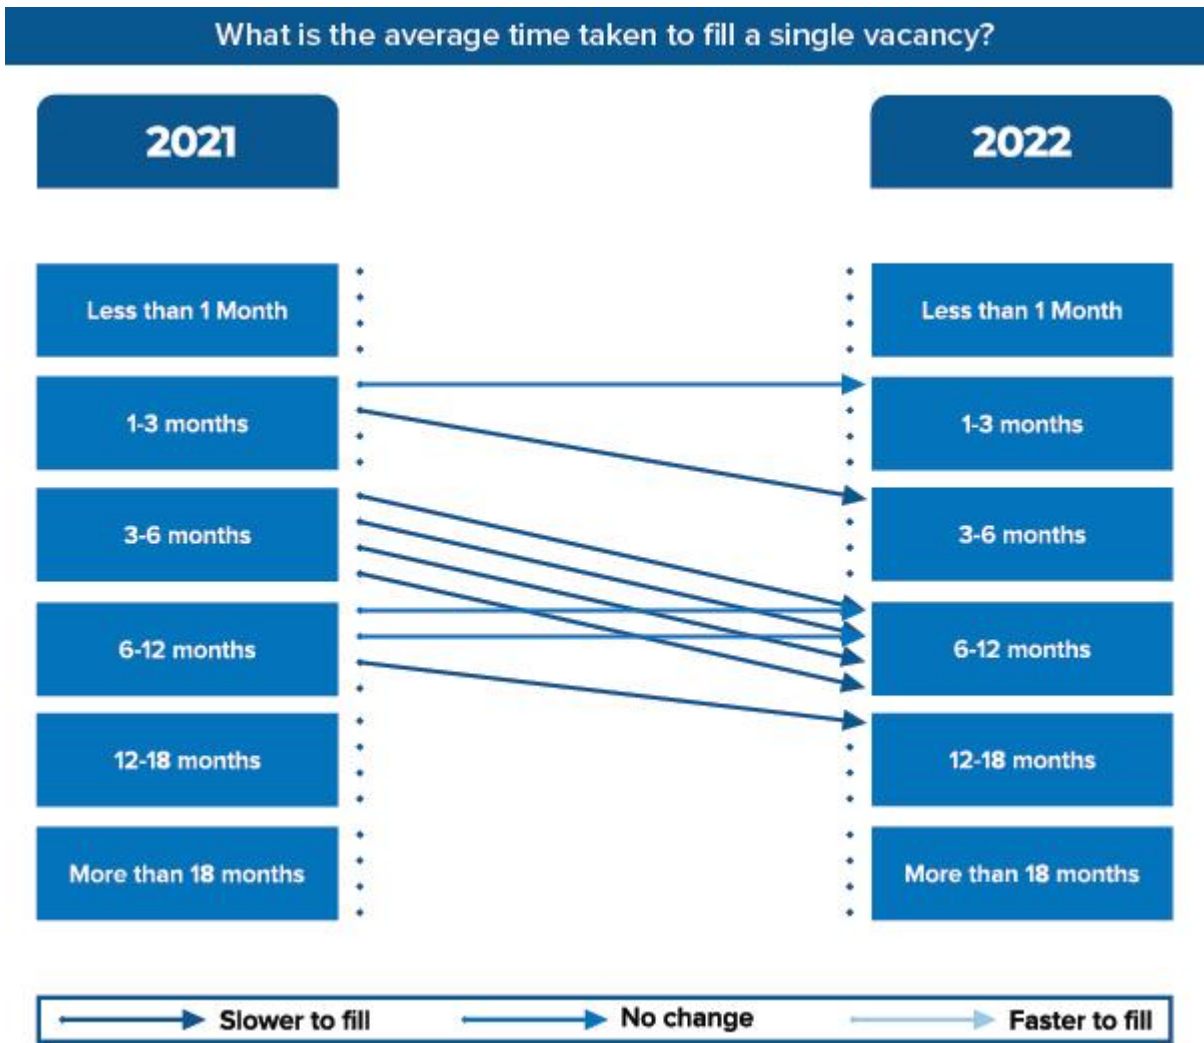 What is the average time taken to fill a single vacancy?
2021
2022
Less than 1 Month
Less than 1 Month
1-3 months
1-3 months
3-6 months
3-6 months
6-12 months
6-12 months
12-18 months
12-18 months
More than 18 months
More than 18 months
Slower to fill
No change
Faster to fill